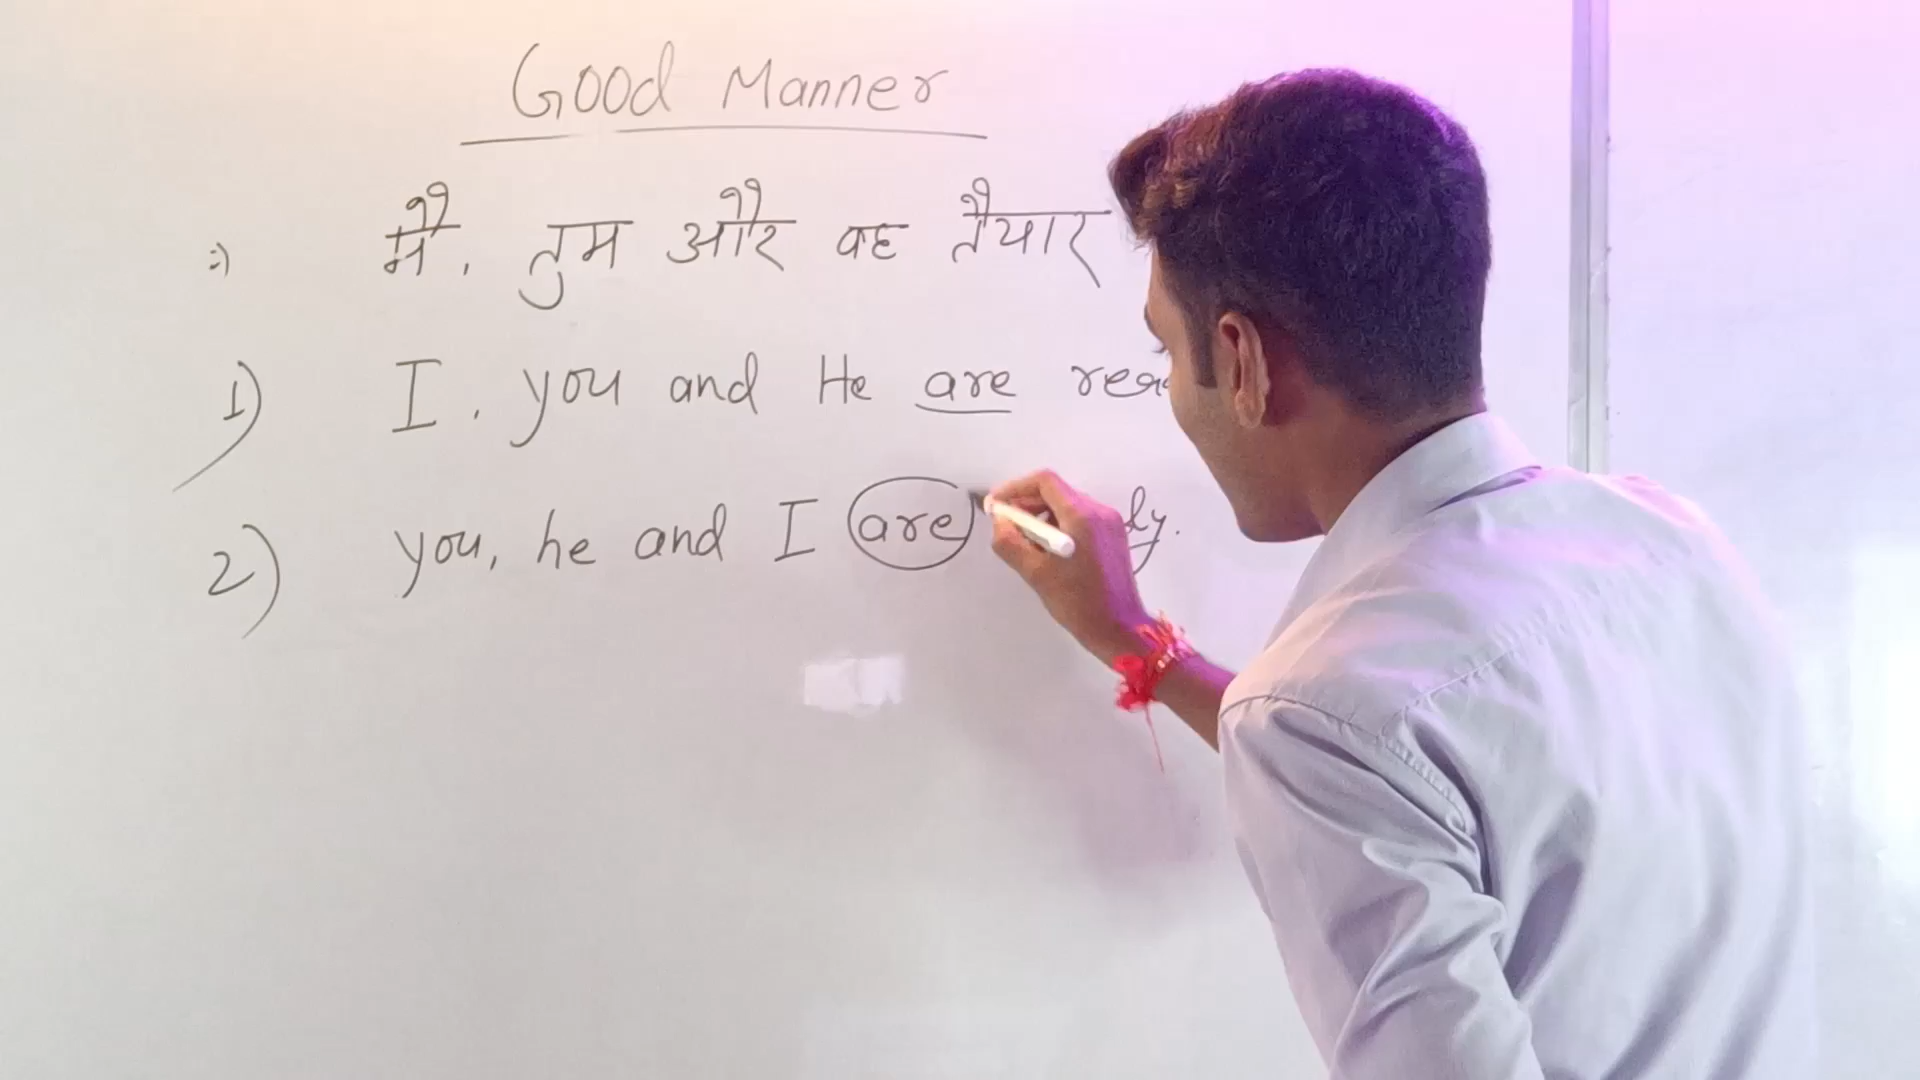 Good Manner
:) मैं, तुम और वह तैयार
1) I, you and He are
2) you, he and I are